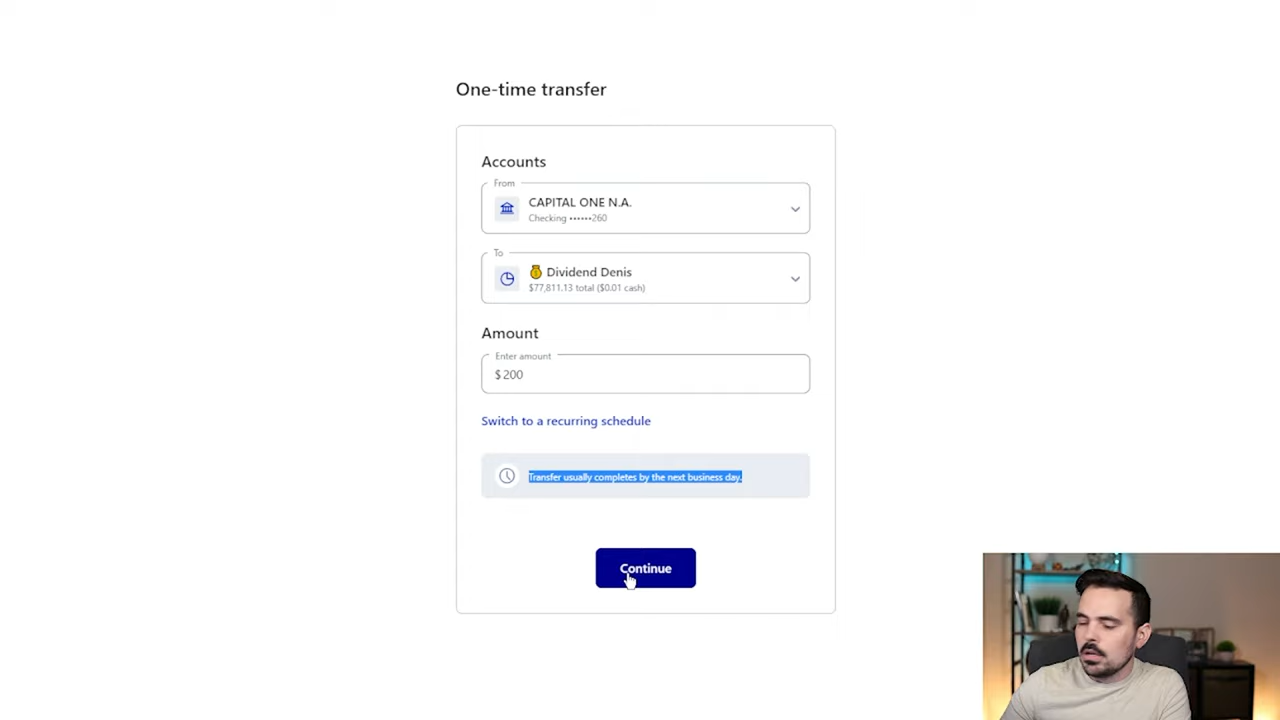 One-time transfer
Accounts
From
CAPITAL ONE N.A.
Checking ••••••260
To
Dividend Denis
$77,811.13 total ($0.01 cash)
Amount
Enter amount
$ 200
Switch to a recurring schedule
Transfer usually completes by the next business day.
Continue